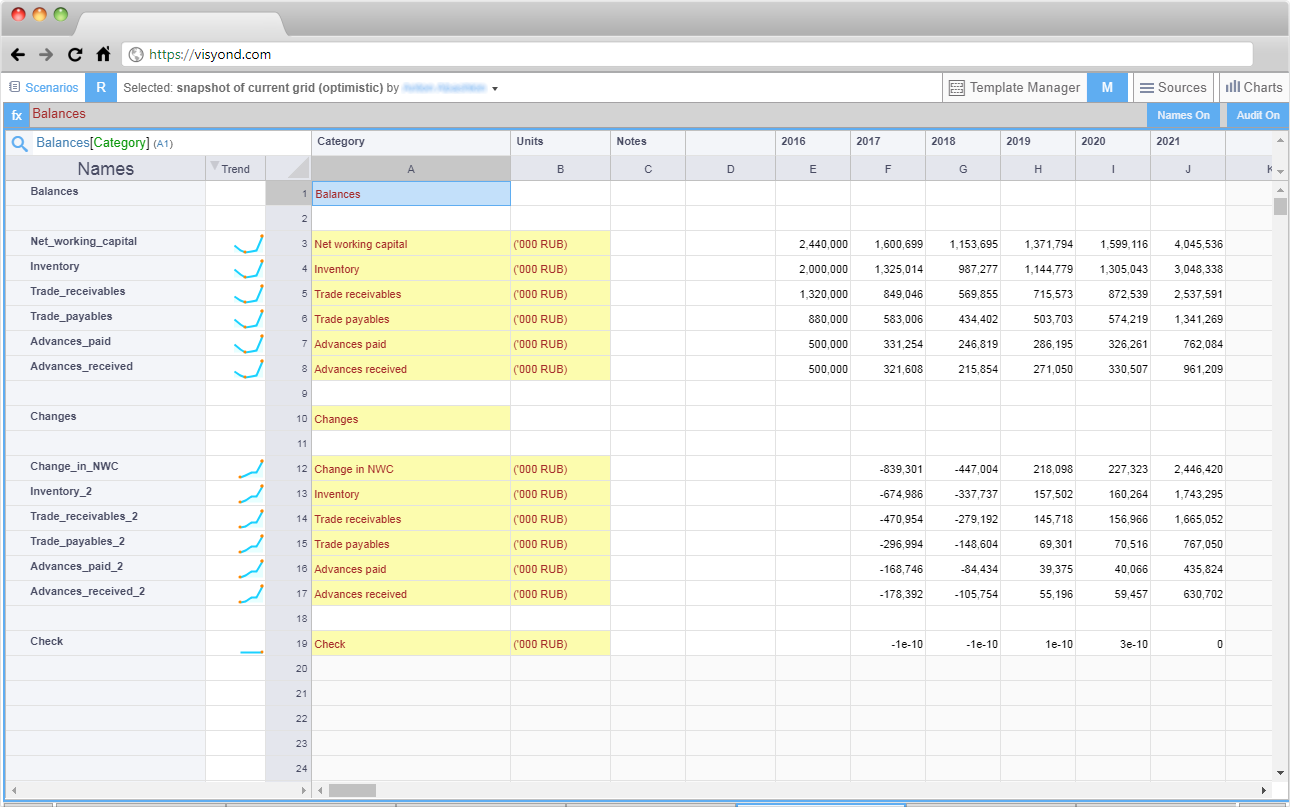 https://visyond.com
Scenarios R Selected: snapshot of current grid (optimistic) by Template Manager M Sources Charts
fx Balances Names On Audit On
Balances[Category] (A1) Category Units Notes 2016 2017 2018 2019 2020 2021
Names Trend A B C D E F G H I J K
Balances 1 Balances
2
Net_working_capital 3 Net working capital ('000 RUB) 2,440,000 1,600,699 1,153,695 1,371,794 1,599,116 4,045,536
Inventory 4 Inventory ('000 RUB) 2,000,000 1,325,014 987,277 1,144,779 1,305,043 3,048,338
Trade_receivables 5 Trade receivables ('000 RUB) 1,320,000 849,046 569,855 715,573 872,539 2,537,591
Trade_payables 6 Trade payables ('000 RUB) 880,000 583,006 434,402 503,703 574,219 1,341,269
Advances_paid 7 Advances paid ('000 RUB) 500,000 331,254 246,819 286,195 326,261 762,084
Advances_received 8 Advances received ('000 RUB) 500,000 321,608 215,854 271,050 330,507 961,209
9
Changes 10 Changes
11
Change_in_NWC 12 Change in NWC ('000 RUB) -839,301 -447,004 218,098 227,323 2,446,420
Inventory_2 13 Inventory ('000 RUB) -674,986 -337,737 157,502 160,264 1,743,295
Trade_receivables_2 14 Trade receivables ('000 RUB) -470,954 -279,192 145,718 156,966 1,665,052
Trade_payables_2 15 Trade payables ('000 RUB) -296,994 -148,604 69,301 70,516 767,050
Advances_paid_2 16 Advances paid ('000 RUB) -168,746 -84,434 39,375 40,066 435,824
Advances_received_2 17 Advances received ('000 RUB) -178,392 -105,754 55,196 59,457 630,702
18
Check 19 Check ('000 RUB) -1e-10 -1e-10 1e-10 3e-10 0
20
21
22
23
24